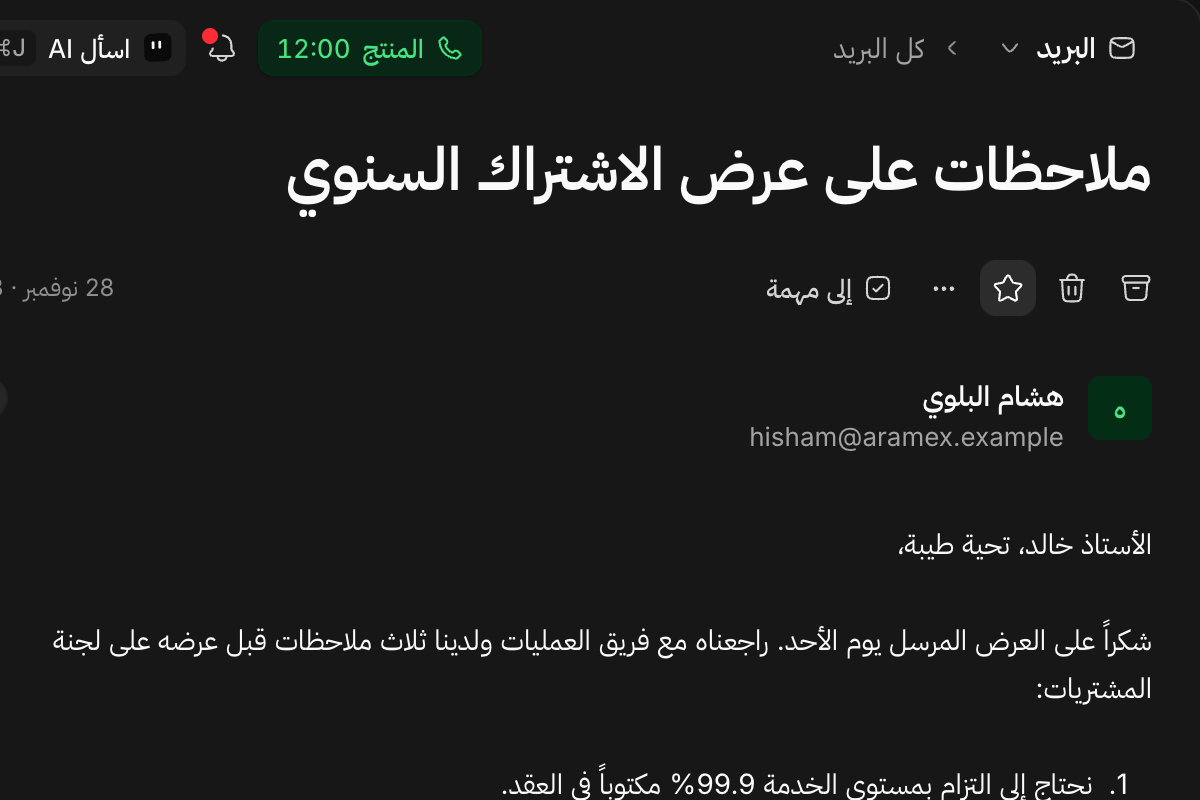 البريد
كل البريد
المنتج 12:00
اسأل AI
⌘J
ملاحظات على عرض الاشتراك السنوي
إلى مهمة
28 نوفمبر ·
ه
هشام البلوي
hisham@aramex.example
الأستاذ خالد، تحية طيبة،
شكراً على العرض المرسل يوم الأحد. راجعناه مع فريق العمليات ولدينا ثلاث ملاحظات قبل عرضه على لجنة
المشتريات:
1. نحتاج إلى التزام بمستوى الخدمة 99.9% مكتوباً في العقد.